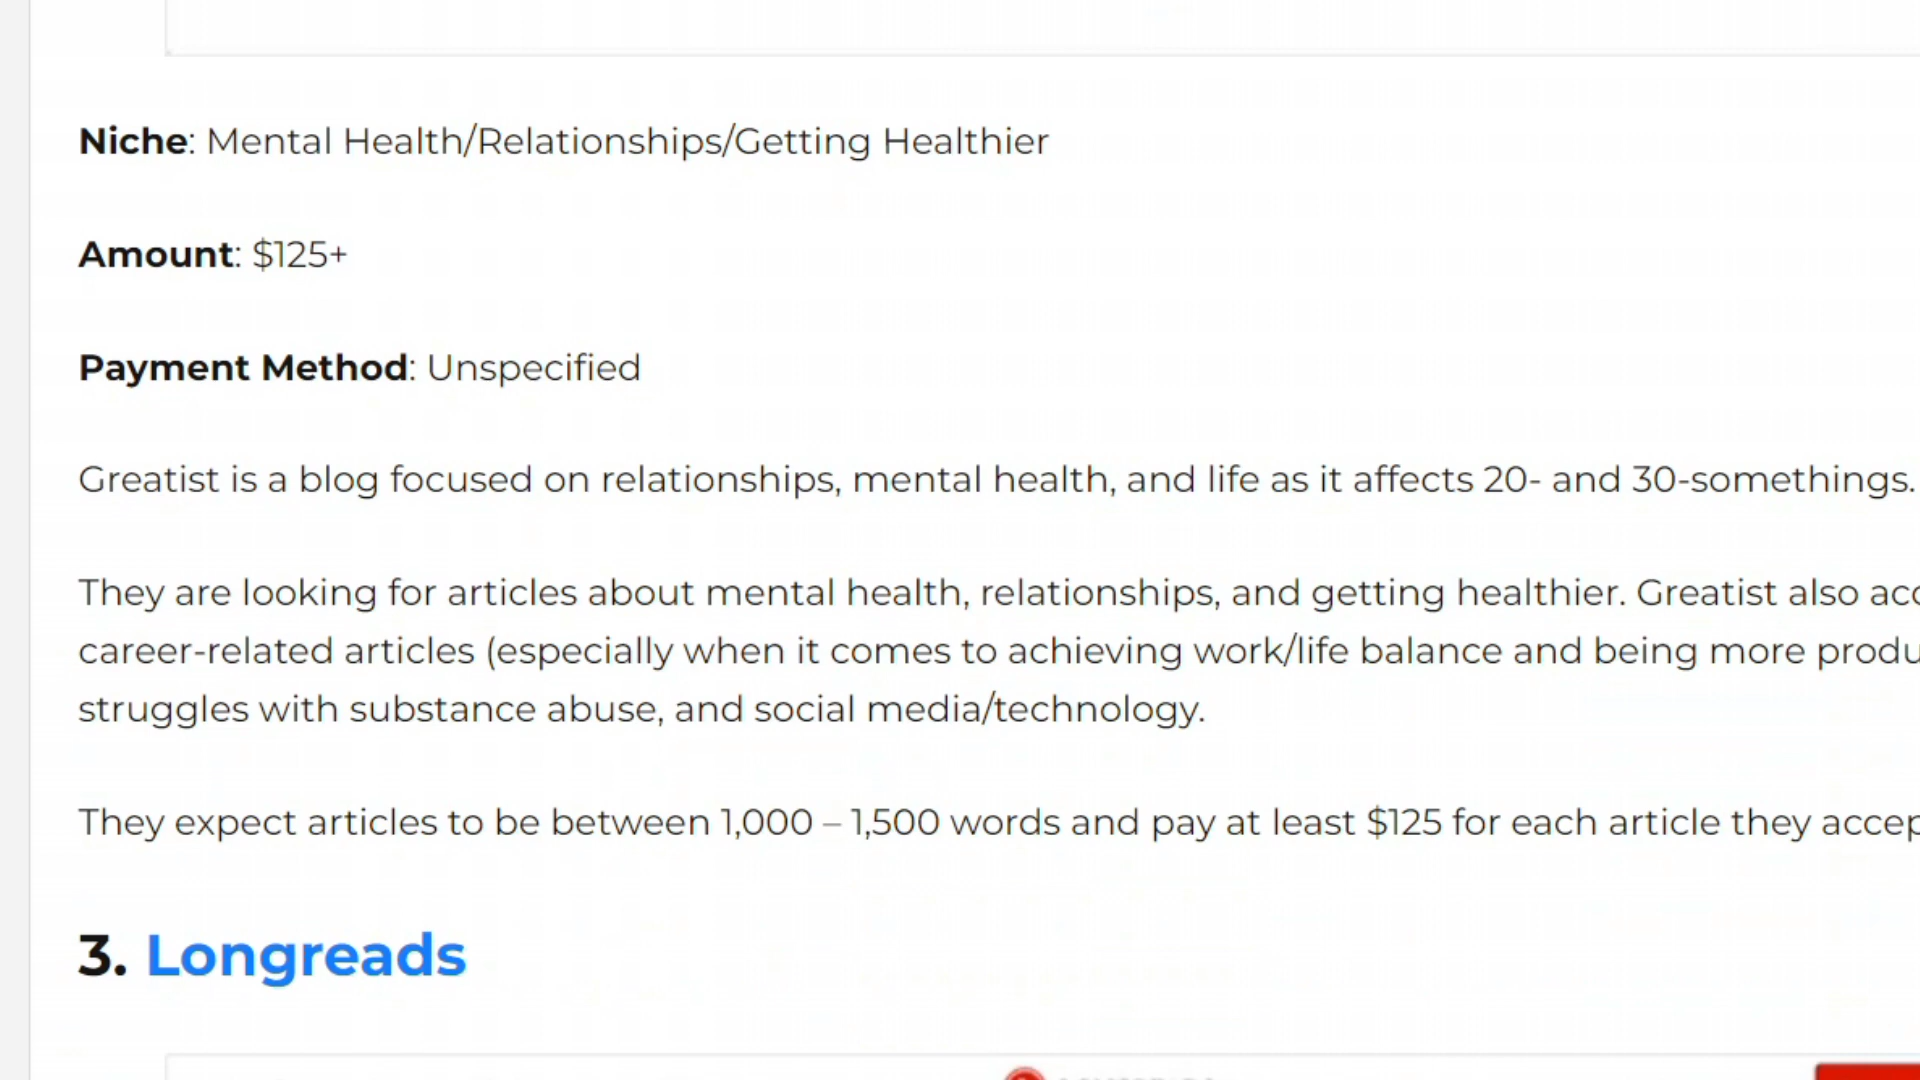 Niche: Mental Health/Relationships/Getting Healthier
Amount: $125+
Payment Method: Unspecified
Greatist is a blog focused on relationships, mental health, and life as it affects 20- and 30-somethings.
They are looking for articles about mental health, relationships, and getting healthier. Greatist also
career-related articles (especially when it comes to achieving work/life balance and being more
struggles with substance abuse, and social media/technology.
They expect articles to be between 1,000 – 1,500 words and pay at least $125 for each article they
3. Longreads